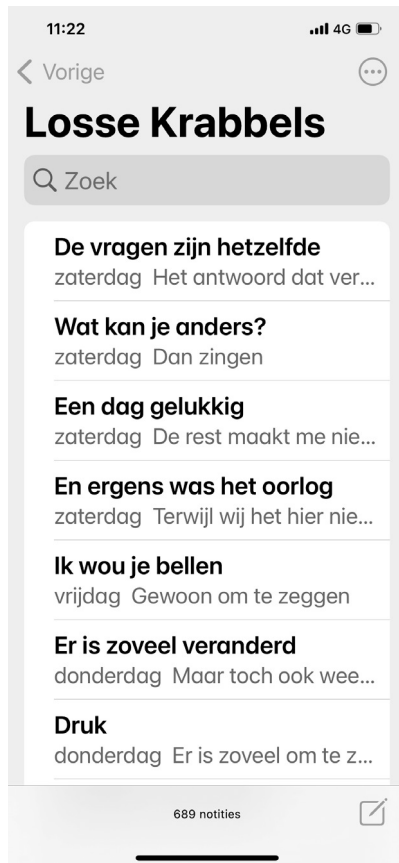 11:22
4G
Vorige
Losse Krabbels
Zoek
De vragen zijn hetzelfde
zaterdag Het antwoord dat ver...
Wat kan je anders?
zaterdag Dan zingen
Een dag gelukkig
zaterdag De rest maakt me nie...
En ergens was het oorlog
zaterdag Terwijl wij het hier nie...
Ik wou je bellen
vrijdag Gewoon om te zeggen
Er is zoveel veranderd
donderdag Maar toch ook wee...
Druk
donderdag Er is zoveel om te z...
689 notities